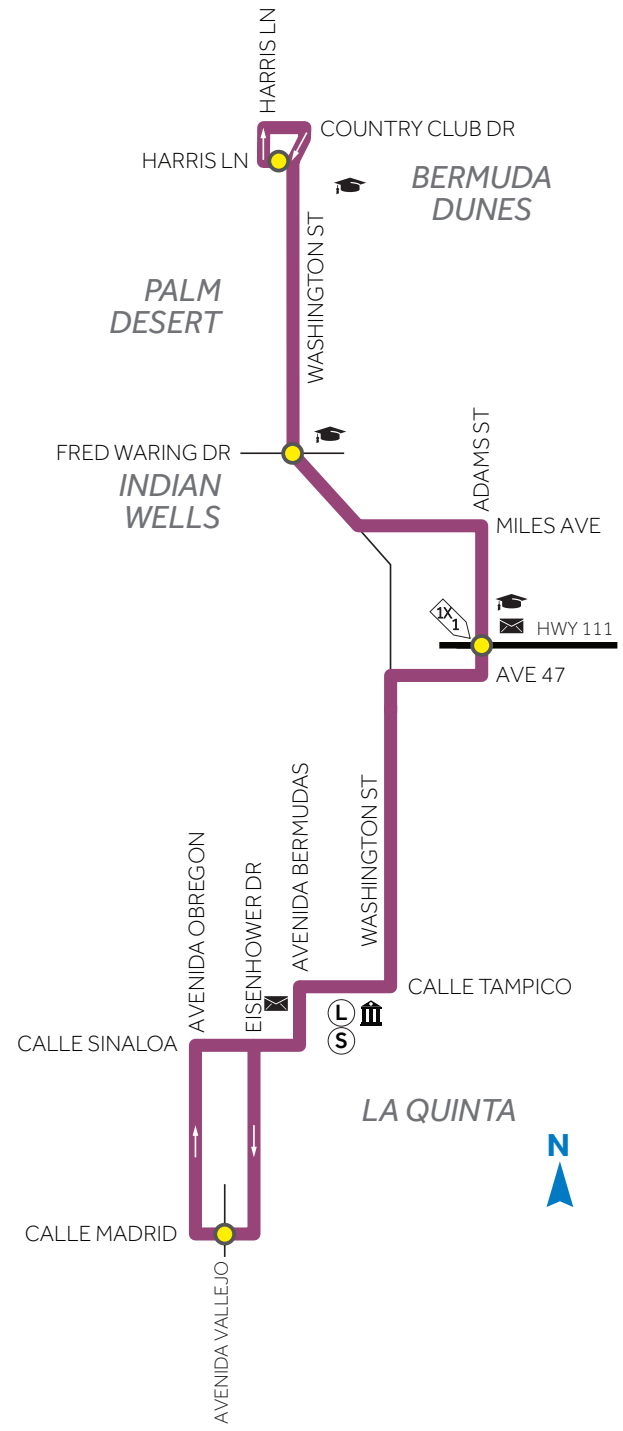 HARRIS LN
COUNTRY CLUB DR
HARRIS LN
BERMUDA
DUNES
WASHINGTON ST
PALM
DESERT
FRED WARING DR
INDIAN
WELLS
ADAMS ST
MILES AVE
1X
1
HWY 111
AVE 47
WASHINGTON ST
AVENIDA BERMUDAS
AVENIDA OBREGON
EISENHOWER DR
CALLE TAMPICO
L
S
CALLE SINALOA
LA QUINTA
N
CALLE MADRID
AVENIDA VALLEJO